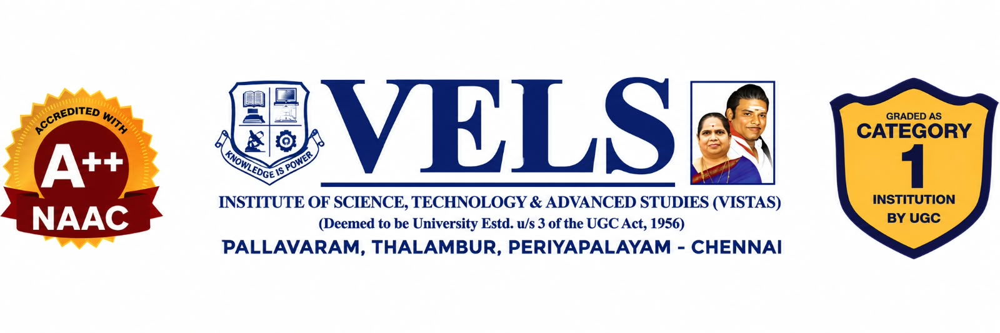 ACCREDITED WITH
A++
NAAC
KNOWLEDGE IS POWER
VELS
INSTITUTE OF SCIENCE, TECHNOLOGY & ADVANCED STUDIES (VISTAS)
(Deemed to be University Estd. u/s 3 of the UGC Act, 1956)
PALLAVARAM, THALAMBUR, PERIYAPALAYAM - CHENNAI
GRADED AS
CATEGORY
1
INSTITUTION
BY UGC